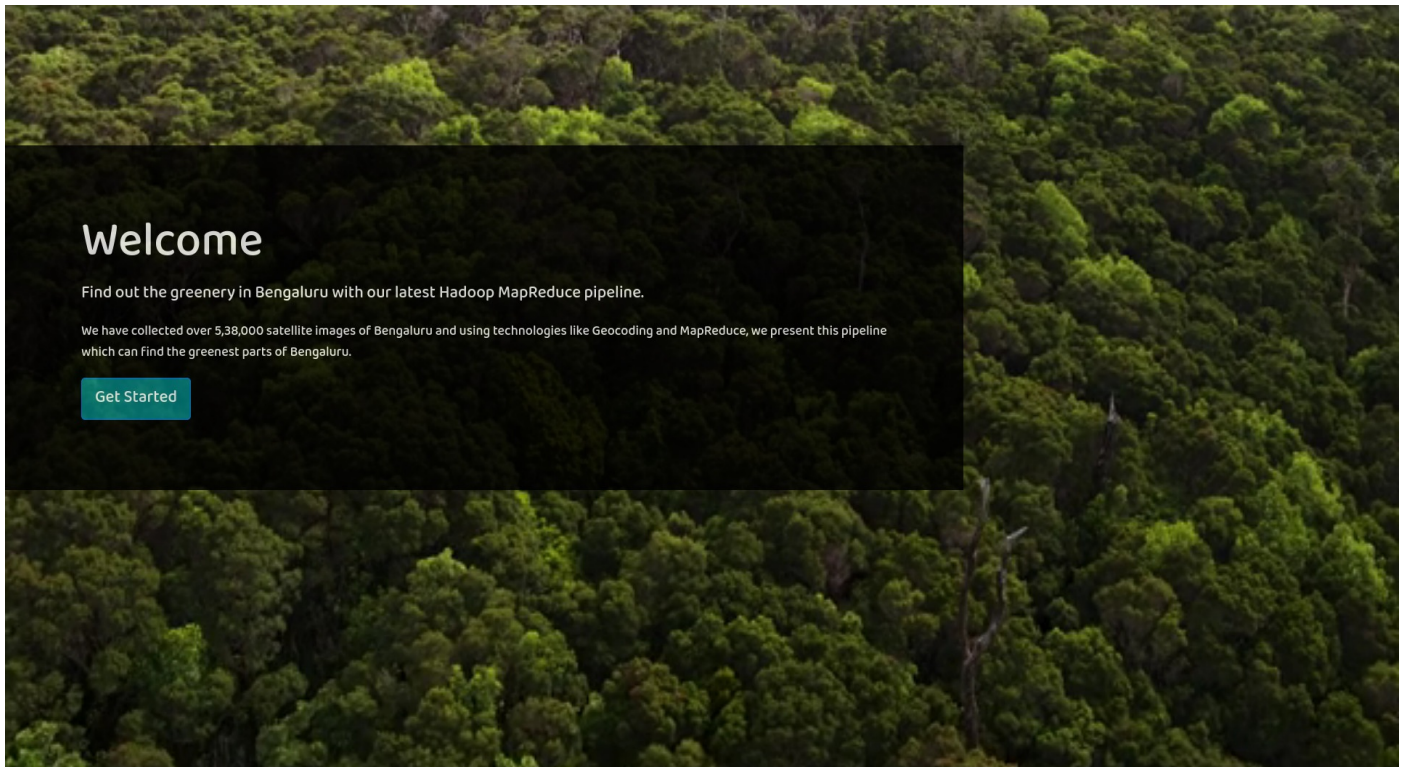 Welcome
Find out the greenery in Bengaluru with our latest Hadoop MapReduce pipeline.
We have collected over 5,38,000 satellite images of Bengaluru and using technologies like Geocoding and MapReduce, we present this pipeline
which can find the greenest parts of Bengaluru.
Get Started